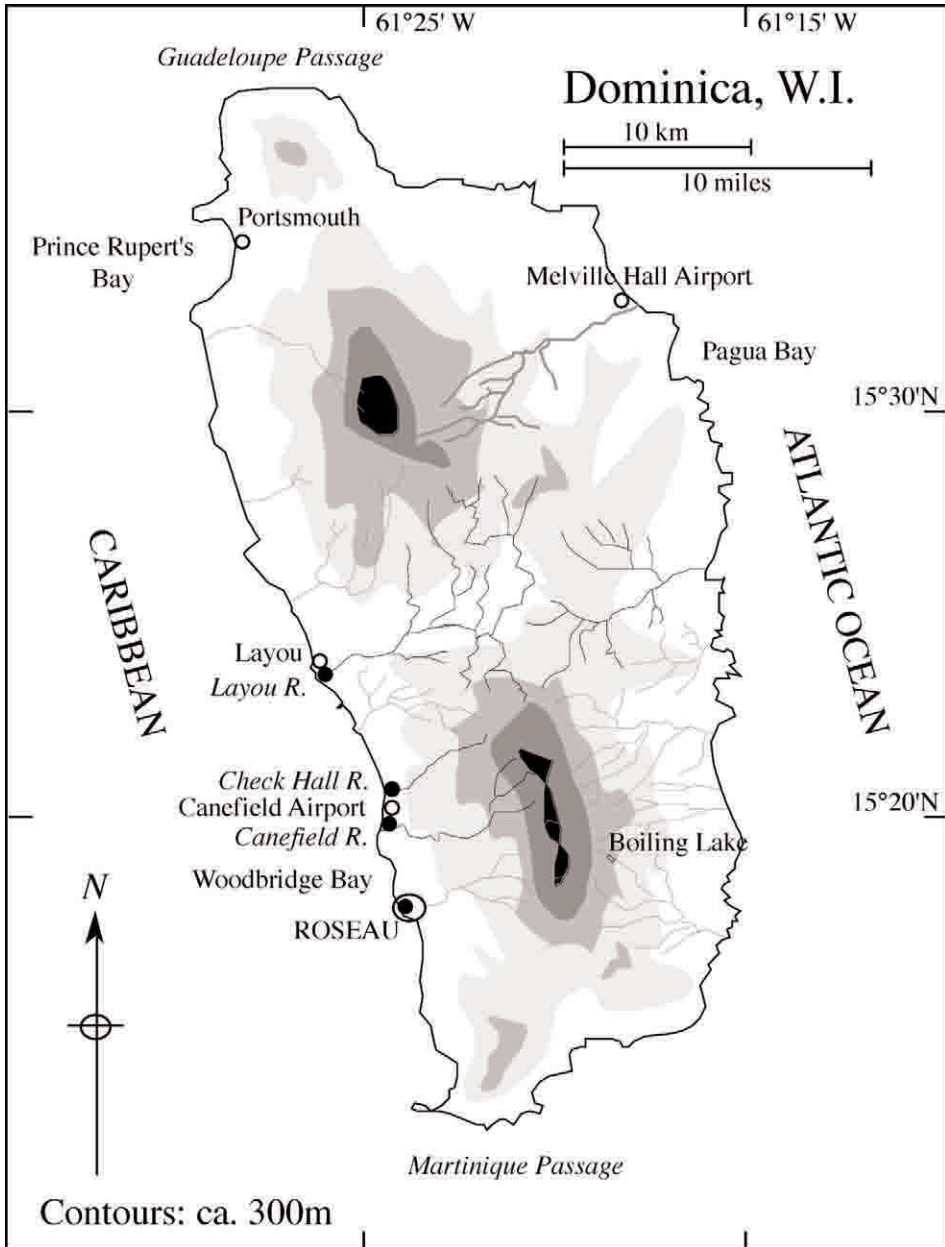 61°25' W
61°15' W
Guadeloupe Passage
Dominica, W.I.
10 km
10 miles
Portsmouth
Prince Rupert's
Bay
Melville Hall Airport
Pagua Bay
15°30'N
ATLANTIC OCEAN
CARIBBEAN
Layou
Layou R.
Check Hall R.
Canefield Airport
Canefield R.
15°20'N
Boiling Lake
Woodbridge Bay
ROSEAU
N
Martinique Passage
Contours: ca. 300m